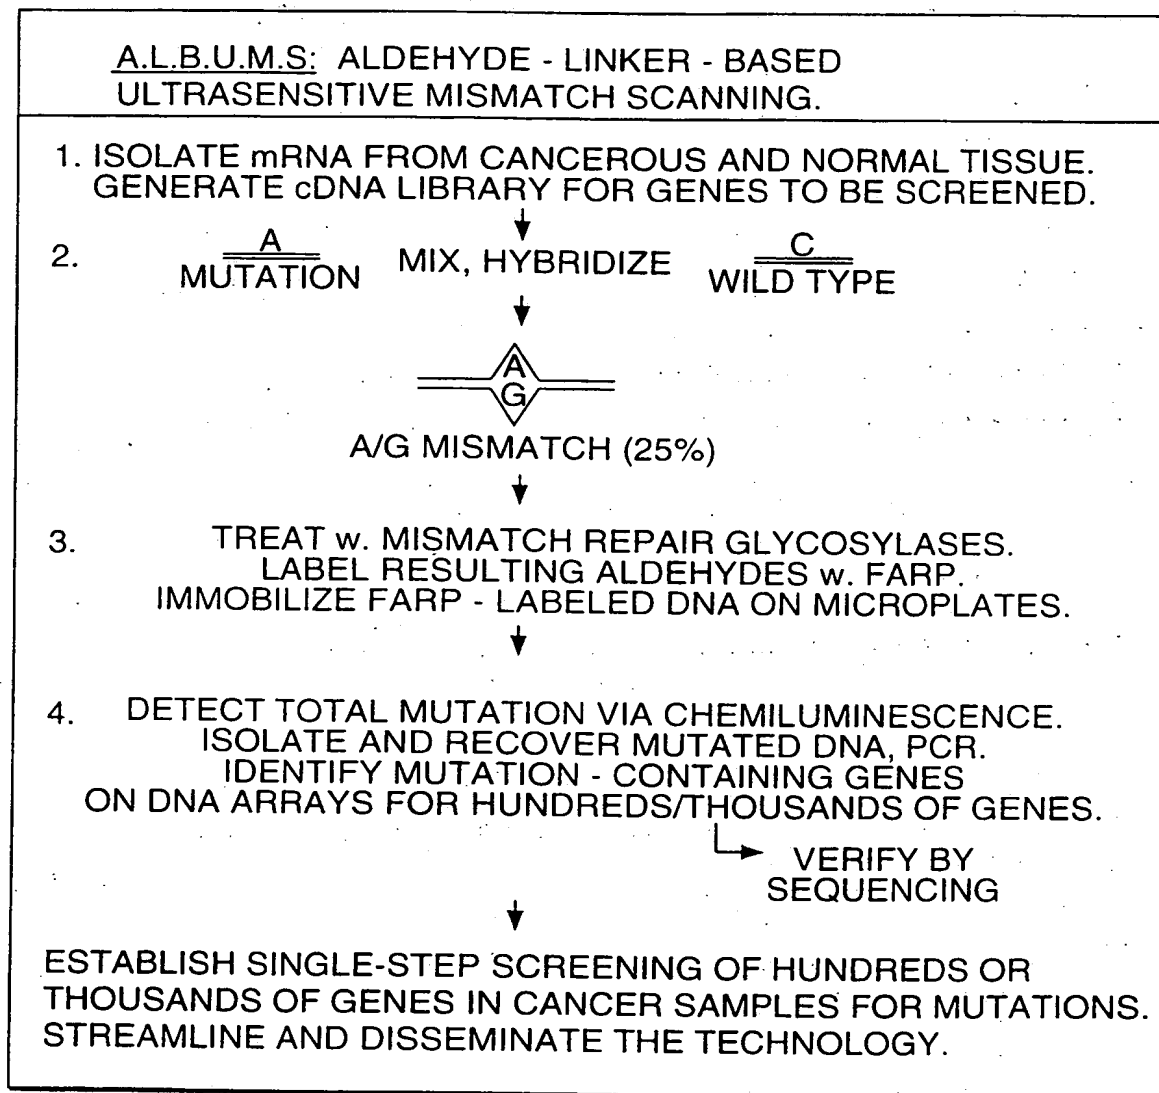 A.L.B.U.M.S: ALDEHYDE - LINKER - BASED
ULTRASENSITIVE MISMATCH SCANNING.
1. ISOLATE mRNA FROM CANCEROUS AND NORMAL TISSUE.
GENERATE cDNA LIBRARY FOR GENES TO BE SCREENED.
2. A MUTATION MIX, HYBRIDIZE C WILD TYPE
A
G
A/G MISMATCH (25%)
3. TREAT w. MISMATCH REPAIR GLYCOSYLASES.
LABEL RESULTING ALDEHYDES w. FARP.
IMMOBILIZE FARP - LABELED DNA ON MICROPLATES.
4. DETECT TOTAL MUTATION VIA CHEMILUMINESCENCE.
ISOLATE AND RECOVER MUTATED DNA, PCR.
IDENTIFY MUTATION - CONTAINING GENES
ON DNA ARRAYS FOR HUNDREDS/THOUSANDS OF GENES.
VERIFY BY
SEQUENCING
ESTABLISH SINGLE-STEP SCREENING OF HUNDREDS OR
THOUSANDS OF GENES IN CANCER SAMPLES FOR MUTATIONS.
STREAMLINE AND DISSEMINATE THE TECHNOLOGY.